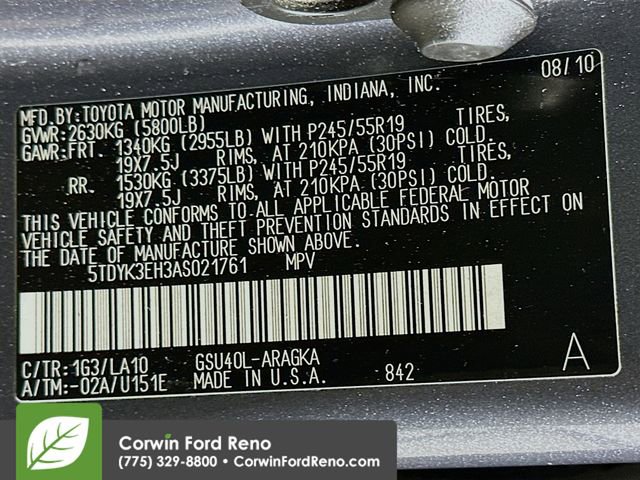 08/10
MFD.BY:TOYOTA MOTOR MANUFACTURING, INDIANA, INC.
GVWR:2630KG (5800LB)
GAWR:FRT. 1340KG (2955LB) WITH P245/55R19 TIRES,
19X7.5J RIMS, AT 210KPA (30PSI) COLD.
RR. 1530KG (3375LB) WITH P245/55R19 TIRES,
19X7.5J RIMS, AT 210KPA (30PSI) COLD.
THIS VEHICLE CONFORMS TO ALL APPLICABLE FEDERAL MOTOR
VEHICLE SAFETY AND THEFT PREVENTION STANDARDS IN EFFECT ON
THE DATE OF MANUFACTURE SHOWN ABOVE.
5TDYK3EH3AS021761 MPV
C/TR: 1G3/LA10 GSU40L-ARAGKA A
A/TM:-02A/U151E MADE IN U.S.A. 842
Corwin Ford Reno
(775) 329-8800 • CorwinFordReno.com